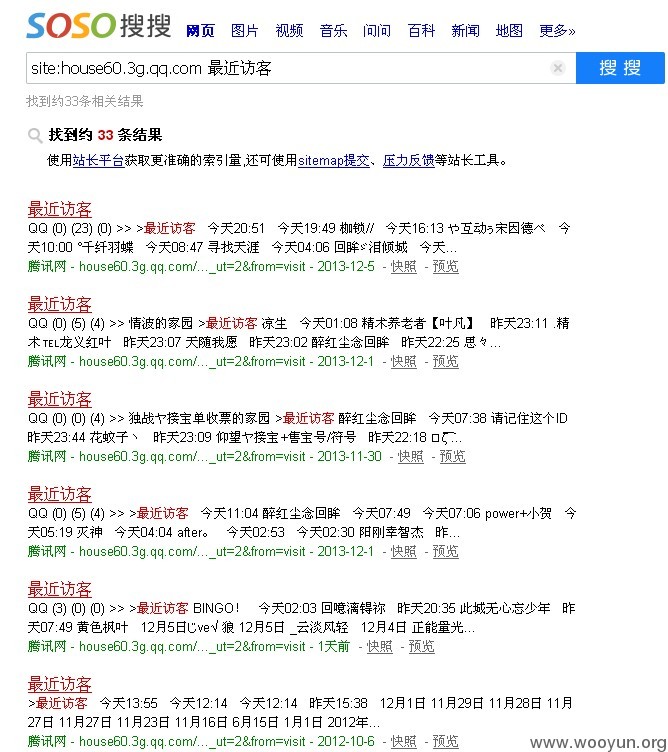 SOSO搜搜 网页 图片 视频 音乐 问问 百科 新闻 地图 更多»
site:house60.3g.qq.com 最近访客 搜搜
找到约33条相关结果
找到约 33 条结果
使用站长平台获取更准确的索引量,还可使用sitemap提交、压力反馈等站长工具。
最近访客
QQ (0) (23) (0) >> >最近访客 今天20:51 今天19:49 枷锁// 今天16:13 や互动ぅ宋因德ペ 今
天10:00 °千纤羽蝶 今天08:47 寻找天涯 今天04:06 回眸ミ泪倾城 今天...
腾讯网 - house60.3g.qq.com/..._ut=2&from=visit - 2013-12-5 - 快照 - 预览
最近访客
QQ (0) (5) (4) >> 情波的家园 >最近访客 凉生 今天01:08 精术养老者【叶凡】 昨天23:11 .精
术℡龙义红叶 昨天23:07 天随我愿 昨天23:02 醉红尘念回眸 昨天22:25 思々...
腾讯网 - house60.3g.qq.com/..._ut=2&from=visit - 2013-12-1 - 快照 - 预览
最近访客
QQ (0) (0) (4) >> 独战ヤ接宝单收票的家园 >最近访客 醉红尘念回眸 今天07:38 请记住这个ID
昨天23:44 花蚊子丶 昨天23:09 仰望ヤ接宝+售宝号/符号 昨天22:18
腾讯网 - house60.3g.qq.com/..._ut=2&from=visit - 2013-11-30 - 快照 - 预览
最近访客
QQ (0) (5) (4) >> >最近访客 今天11:04 醉红尘念回眸 今天07:49 今天07:06 power+小贺 今
天05:19 灭神 今天04:04 after。 今天02:53 今天02:30 阳刚幸智杰 昨...
腾讯网 - house60.3g.qq.com/..._ut=2&from=visit - 2013-12-1 - 快照 - 预览
最近访客
QQ (3) (0) (0) >> >最近访客 BINGO! 今天02:03 回噫漓锝祢 昨天20:35 此城无心忘少年 昨
天07:49 黄色枫叶 12月5日じve√狼 12月5日 _云淡风轻 12月4日 正能量光...
腾讯网 - house60.3g.qq.com/..._ut=2&from=visit - 1天前 - 快照 - 预览
最近访客
>最近访客 今天13:55 今天12:14 今天12:14 昨天15:38 12月1日 11月29日 11月28日 11月
27日 11月27日 11月23日 11月16日 6月15日 1月1日 2012年...
腾讯网 - house60.3g.qq.com/..._ut=2&from=visit - 2012-10-6 - 快照 - 预览
www.wooyun.org